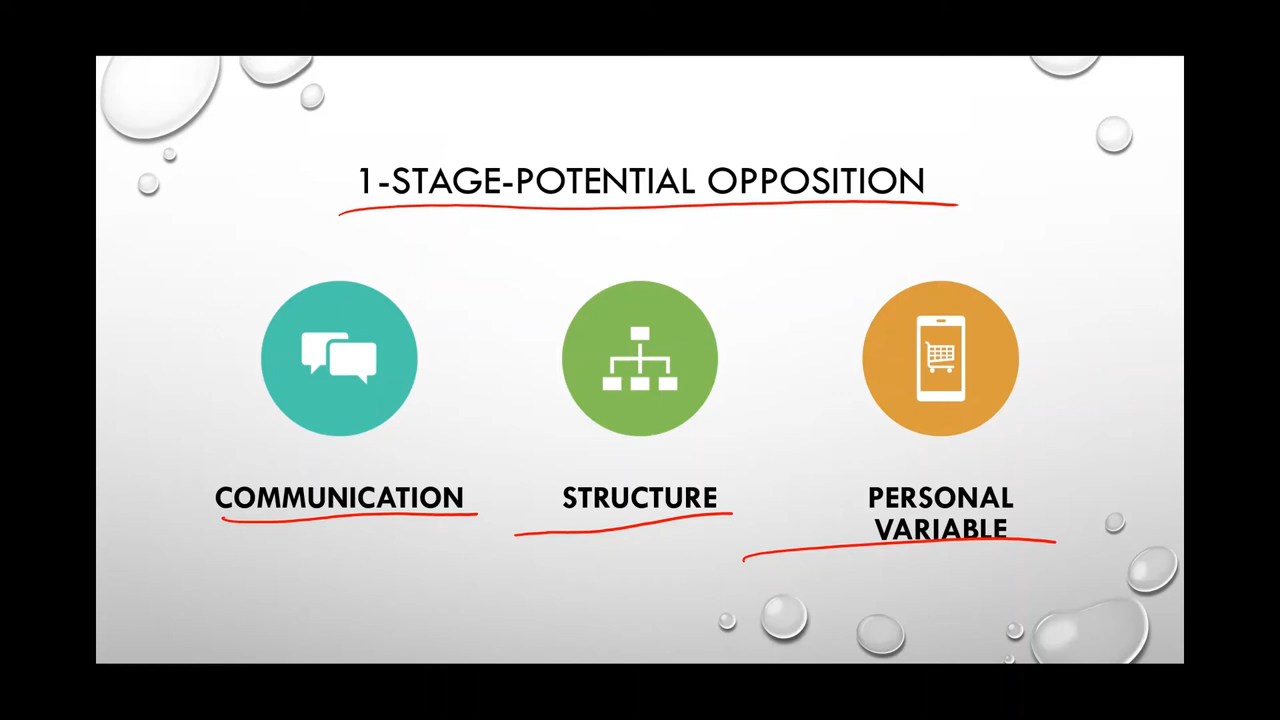 1-STAGE-POTENTIAL OPPOSITION
COMMUNICATION
STRUCTURE
PERSONAL
VARIABLE